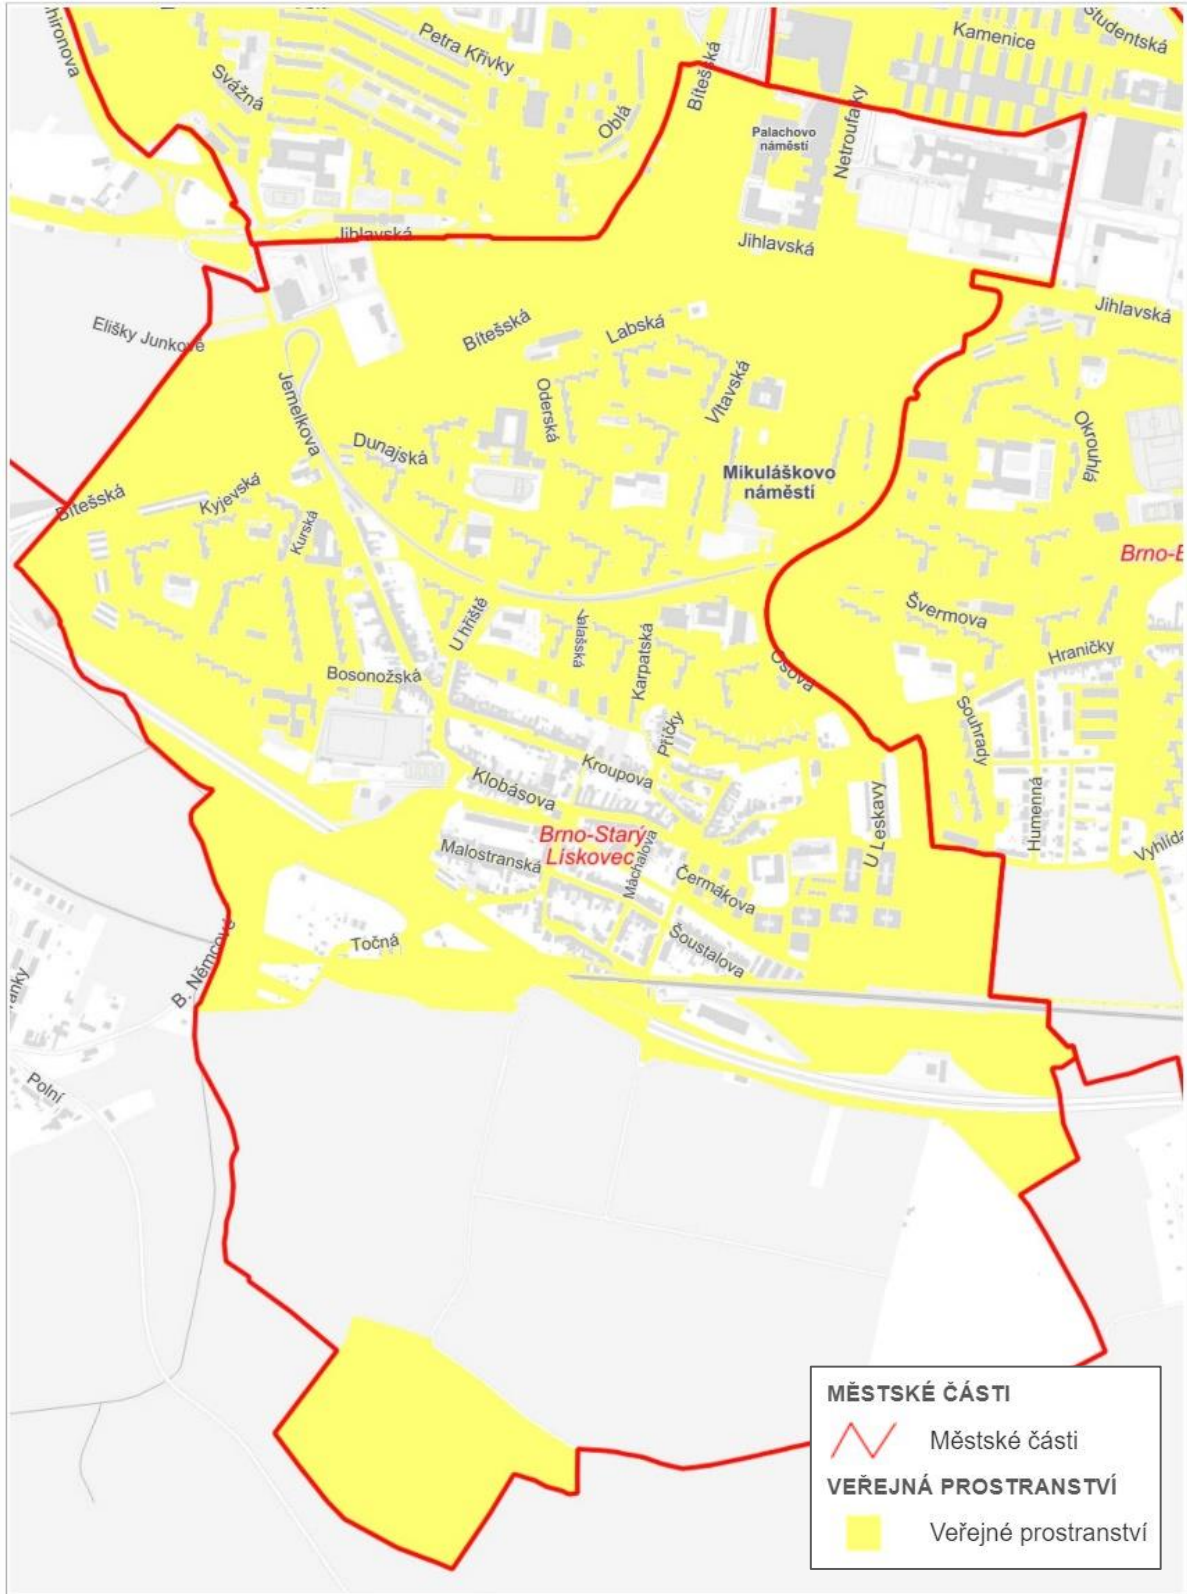 Kamenice
Studentská
Petra Křivky
Svážná
Bítešská
Oblá
Netroufalky
Palachovo
náměstí
Jihlavská
Jihlavská
Jihlavská
Elišky Junkové
Bítešská
Labská
Jemelkova
Oderská
Vltavská
Dunajská
Okrouhlá
Mikuláškovo
náměstí
Kyjevská
Bítešská
Kurská
Brno-B
Švermova
U hřiště
Valašská
Karpatská
Hraničky
Osová
Bosonožská
Souhrady
Příčky
Kroupova
Klobásova
Humenná
U Leskavy
Brno-Starý
Lískovec
Malostranská
Máchalova
Vyhlída
Čermákova
Šoustalova
Točná
B. Němcové
ranky
Polní
MĚSTSKÉ ČÁSTI
Městské části
VEŘEJNÁ PROSTRANSTVÍ
Veřejné prostranství